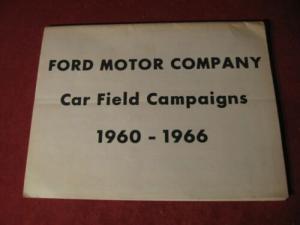 FORD MOTOR COMPANY
Car Field Campaigns
1960 - 1966